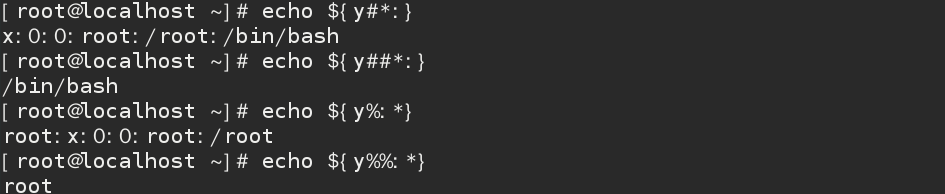 [root@localhost ~]# echo ${y#*:}
x:0:0:root:/root:/bin/bash
[root@localhost ~]# echo ${y##*:}
/bin/bash
[root@localhost ~]# echo ${y%:*}
root:x:0:0:root:/root
[root@localhost ~]# echo ${y%%:*}
root